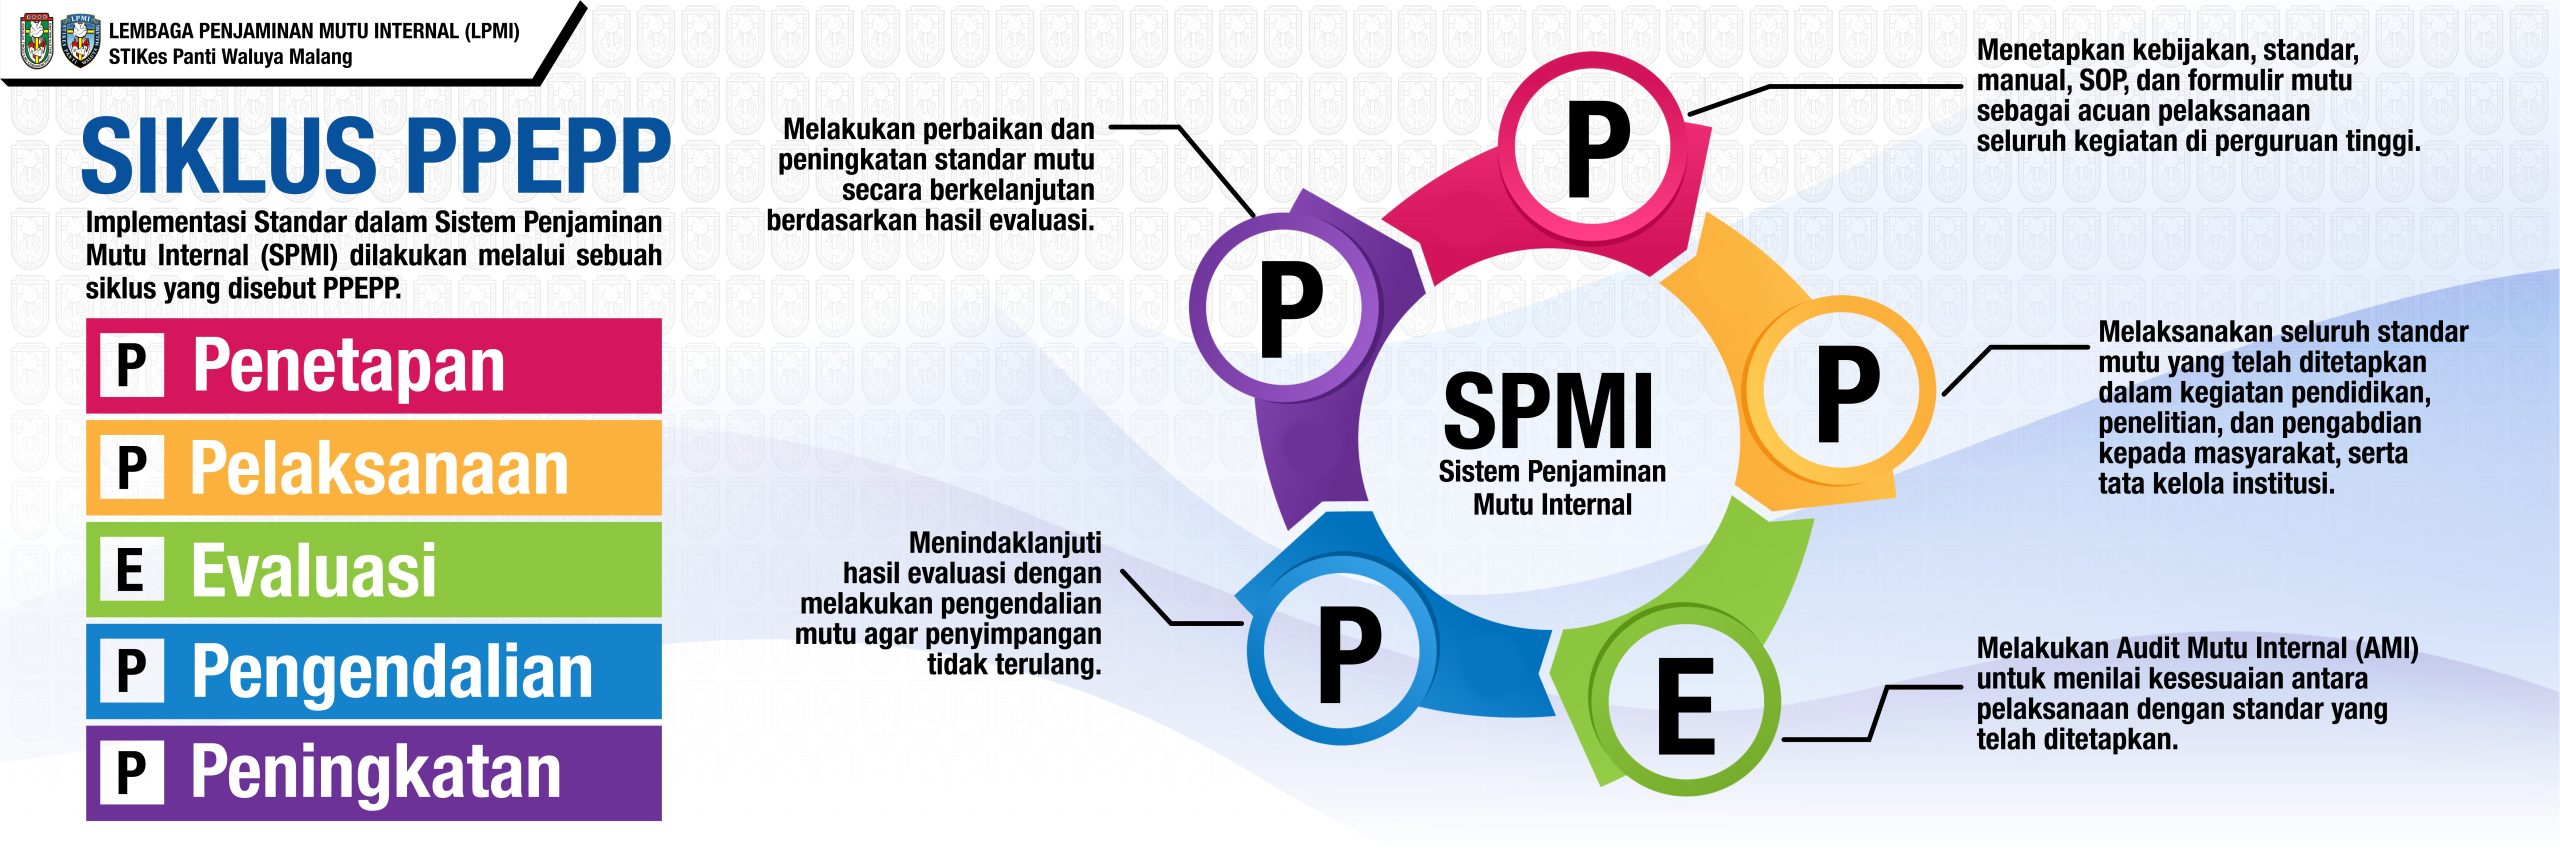 LEMBAGA PENJAMINAN MUTU INTERNAL (LPMI)
STIKes Panti Waluya Malang
SIKLUS PPEPP
Implementasi Standar dalam Sistem Penjaminan
Mutu Internal (SPMI) dilakukan melalui sebuah
siklus yang disebut PPEPP.
P Penetapan
P Pelaksanaan
E Evaluasi
P Pengendalian
P Peningkatan
Melakukan perbaikan dan
peningkatan standar mutu
secara berkelanjutan
berdasarkan hasil evaluasi.
Menindaklanjuti
hasil evaluasi dengan
melakukan pengendalian
mutu agar penyimpangan
tidak terulang.
P
P
E
P
P
SPMI
Sistem Penjaminan
Mutu Internal
Menetapkan kebijakan, standar,
manual, SOP, dan formulir mutu
sebagai acuan pelaksanaan
seluruh kegiatan di perguruan tinggi.
Melaksanakan seluruh standar
mutu yang telah ditetapkan
dalam kegiatan pendidikan,
penelitian, dan pengabdian
kepada masyarakat, serta
tata kelola institusi.
Melakukan Audit Mutu Internal (AMI)
untuk menilai kesesuaian antara
pelaksanaan dengan standar yang
telah ditetapkan.